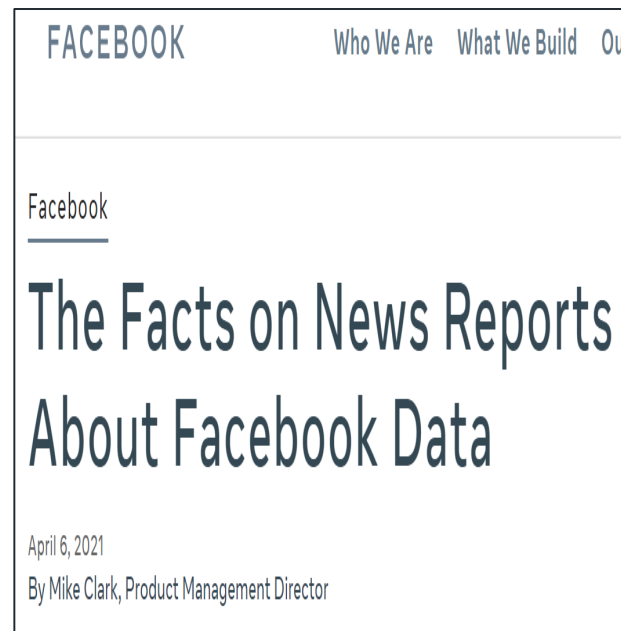 FACEBOOK Who We Are What We Build Ou
Facebook
The Facts on News Reports
About Facebook Data
April 6, 2021
By Mike Clark, Product Management Director